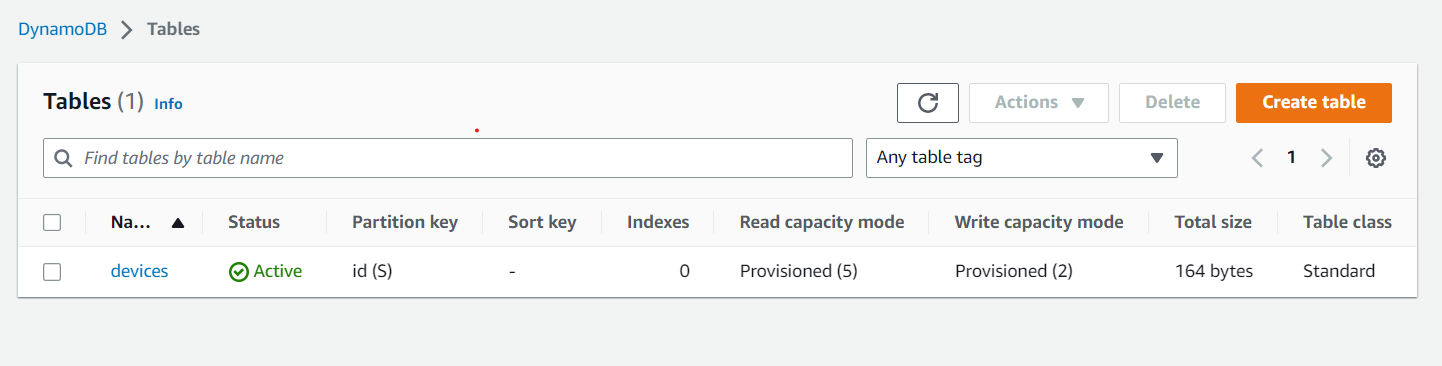 DynamoDB > Tables
Tables (1) Info
Actions Delete Create table
Find tables by table name Any table tag 1
Na... Status Partition key Sort key Indexes Read capacity mode Write capacity mode Total size Table class
devices Active id (S) - 0 Provisioned (5) Provisioned (2) 164 bytes Standard